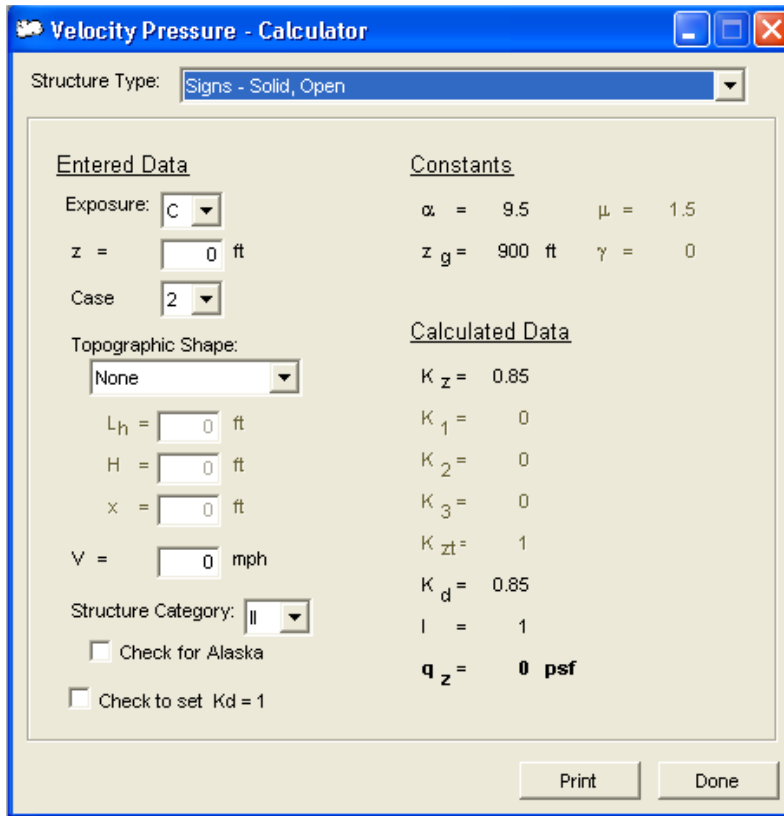 Velocity Pressure - Calculator
Structure Type: Signs - Solid, Open
Entered Data
Exposure: C
z = 0 ft
Case 2
Topographic Shape:
None
Lh = 0 ft
H = 0 ft
x = 0 ft
V = 0 mph
Structure Category: II
Check for Alaska
Check to set Kd = 1
Constants
α = 9.5 μ = 1.5
z g = 900 ft γ = 0
Calculated Data
K z = 0.85
K 1 = 0
K 2 = 0
K 3 = 0
K zt = 1
K d = 0.85
I = 1
q z = 0 psf
Print Done